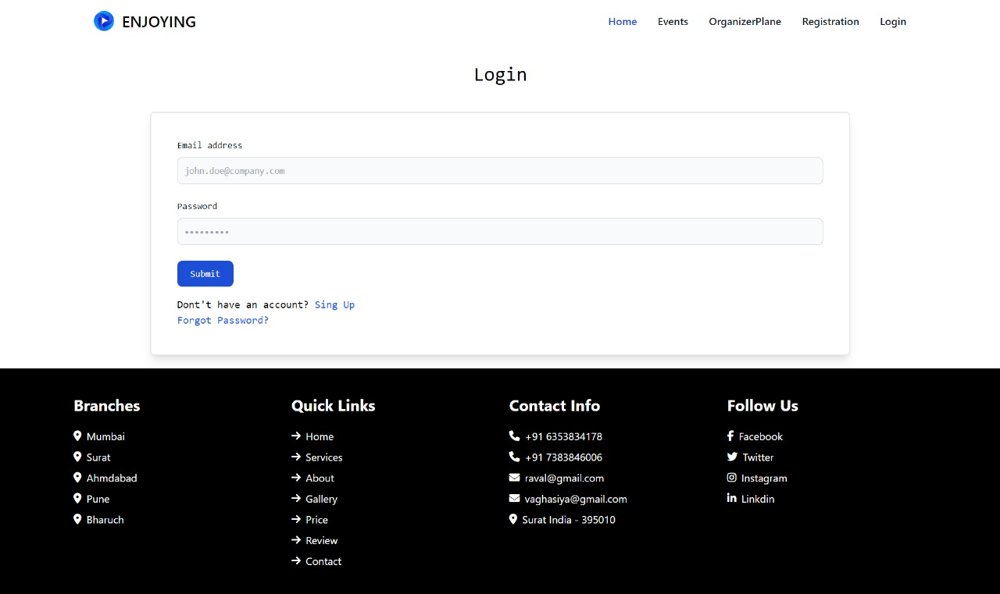 ENJOYING
Home Events OrganizerPlane Registration Login
Login
Email address
john.doe@company.com
Password
•••••••••
Submit
Dont't have an account? Sing Up
Forgot Password?
Branches
Mumbai
Surat
Ahmdabad
Pune
Bharuch
Quick Links
Home
Services
About
Gallery
Price
Review
Contact
Contact Info
+91 6353834178
+91 7383846006
raval@gmail.com
vaghasiya@gmail.com
Surat India - 395010
Follow Us
Facebook
Twitter
Instagram
Linkdin